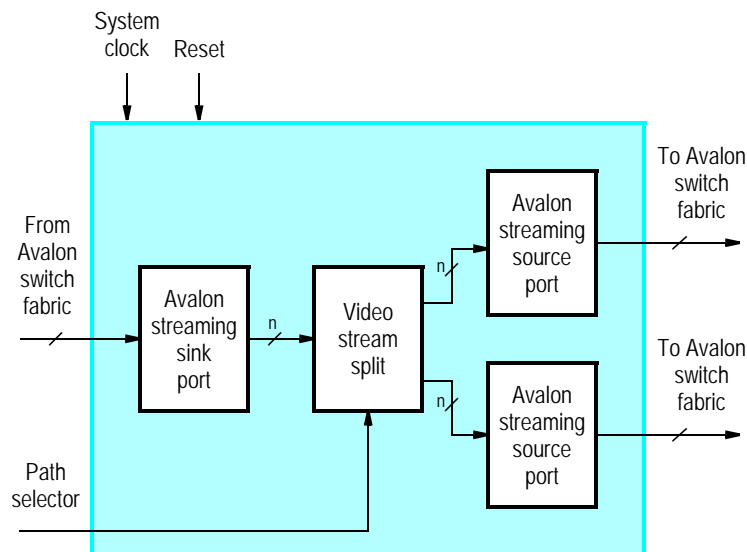 System
clock
Reset
To Avalon
switch
fabric
From
Avalon
switch
fabric
Avalon
streaming
source
port
n
Avalon
streaming
sink
port
n
Video
stream
split
To Avalon
switch
fabric
n
Avalon
streaming
source
port
Path
selector